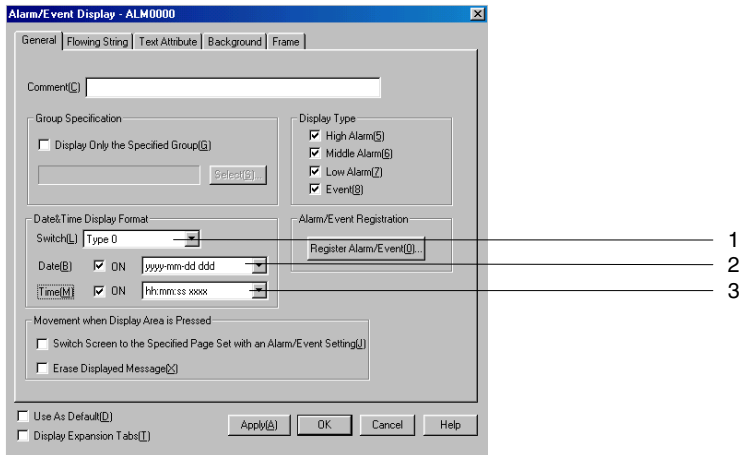 Alarm/Event Display - ALM0000
General Flowing String Text Attribute Background Frame
Comment(C)
Group Specification
Display Only the Specified Group(G)
Select(S)...
Display Type
High Alarm(5)
Middle Alarm(6)
Low Alarm(7)
Event(8)
Date&Time Display Format
Switch(L) Type 0
Date(B) ON yyyy-mm-dd ddd
Time(M) ON hh:mm:ss xxxx
Alarm/Event Registration
Register Alarm/Event(0)...
1
2
3
Movement when Display Area is Pressed
Switch Screen to the Specified Page Set with an Alarm/Event Setting(J)
Erase Displayed Message(X)
Use As Default(D)
Display Expansion Tabs(T)
Apply(A) OK Cancel Help